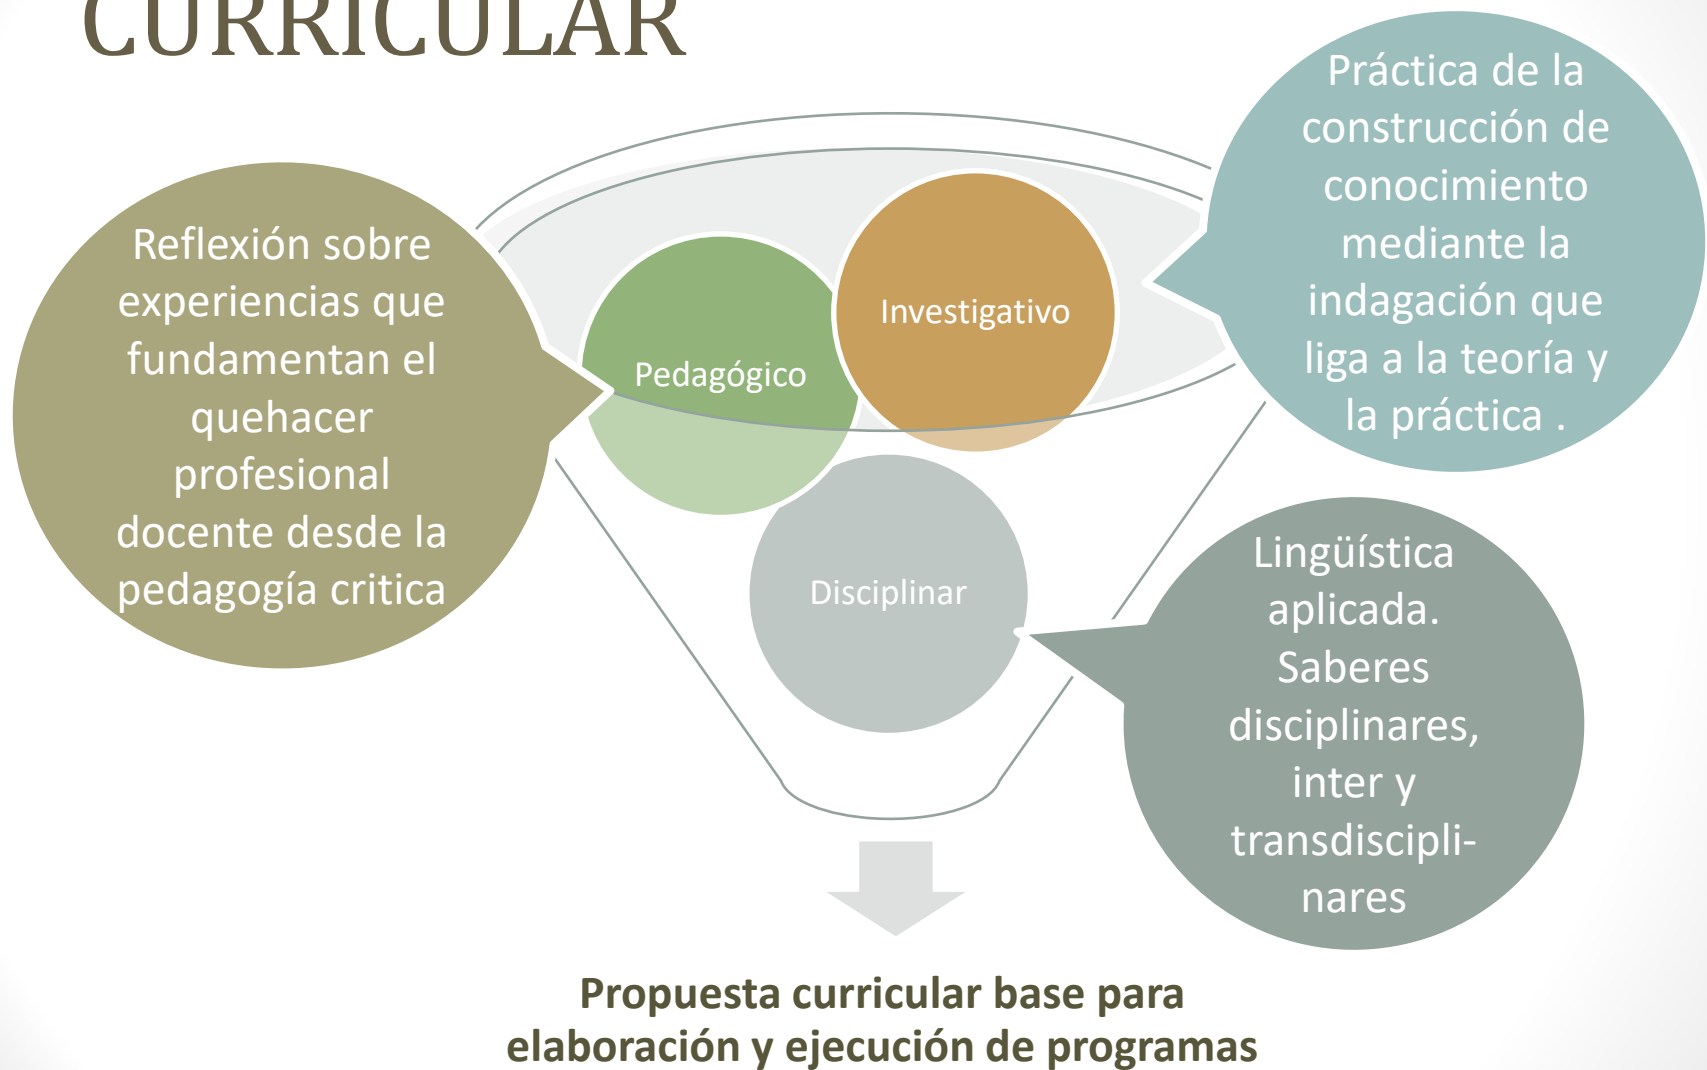 CURRICULAR
Reflexión sobre
experiencias que
fundamentan el
quehacer
profesional
docente desde la
pedagogía critica
Pedagógico
Investigativo
Disciplinar
Práctica de la
construcción de
conocimiento
mediante la
indagación que
liga a la teoría y
la práctica .
Lingüística
aplicada.
Saberes
disciplinares,
inter y
transdiscipli-
nares
Propuesta curricular base para
elaboración y ejecución de programas